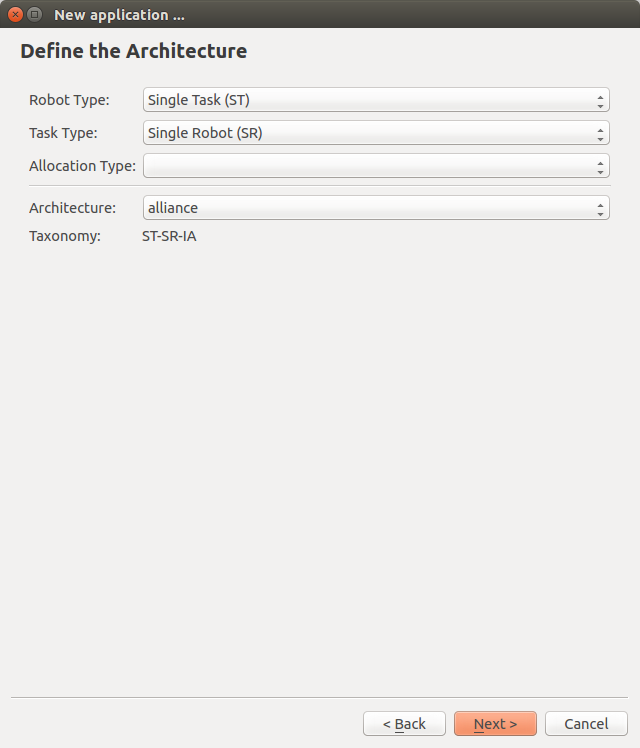 New application ...
Define the Architecture
Robot Type: Single Task (ST)
Task Type: Single Robot (SR)
Allocation Type:
Architecture: alliance
Taxonomy: ST-SR-IA
< Back Next > Cancel